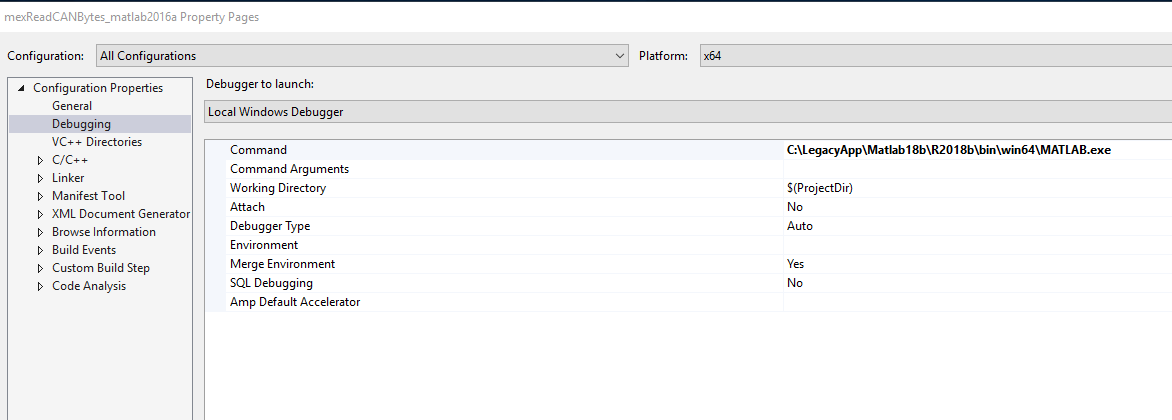 mexReadCANBytes_matlab2016a Property Pages
Configuration: All Configurations Platform: x64
Configuration Properties
General
Debugging
VC++ Directories
C/C++
Linker
Manifest Tool
XML Document Generator
Browse Information
Build Events
Custom Build Step
Code Analysis
Debugger to launch:
Local Windows Debugger
Command C:\LegacyApp\Matlab18b\R2018b\bin\win64\MATLAB.exe
Command Arguments
Working Directory $(ProjectDir)
Attach No
Debugger Type Auto
Environment
Merge Environment Yes
SQL Debugging No
Amp Default Accelerator